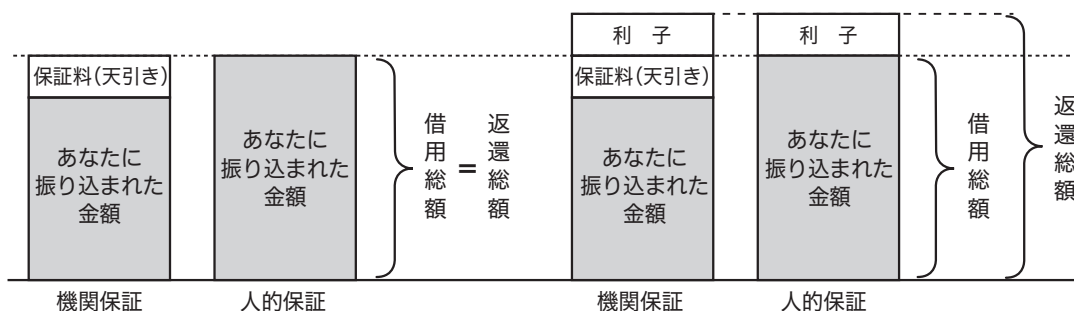 保証料(天引き)
あなたに
振り込まれた
金額
機関保証
あなたに
振り込まれた
金額
人的保証
借用総額
=
返還総額
利 子
保証料(天引き)
あなたに
振り込まれた
金額
機関保証
利 子
あなたに
振り込まれた
金額
人的保証
借用総額
返還総額